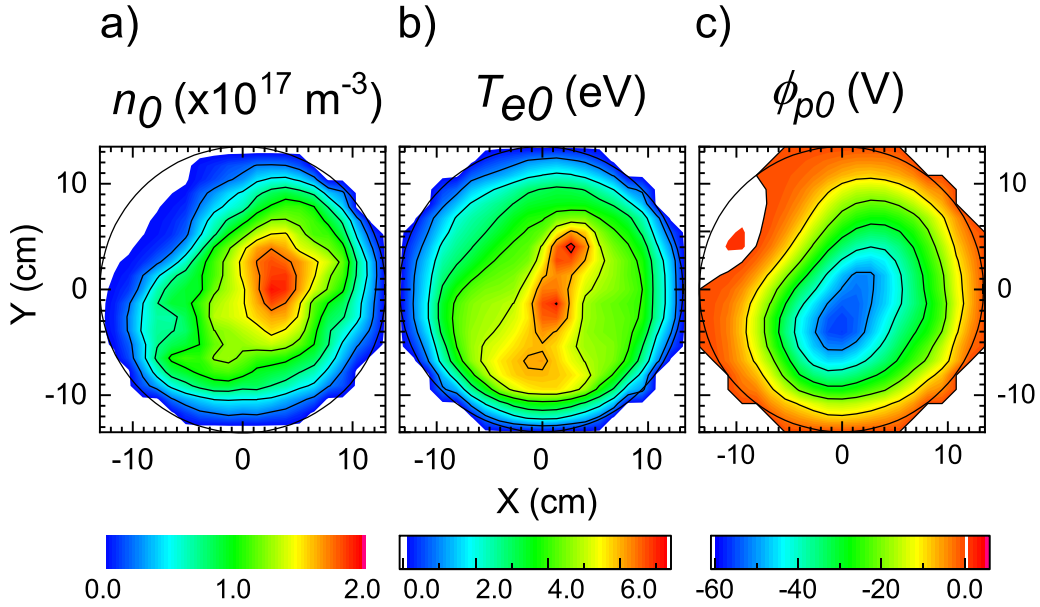 a) b) c)
n₀ (x10¹⁷ m⁻³) Tₑ₀ (eV) ϕₚ₀ (V)
10 10
Y (cm) 0 0
-10 -10
-10 0 10 -10 0 10 -10 0 10
X (cm)
0.0 1.0 2.0 0.0 2.0 4.0 6.0 -60 -40 -20 0.0